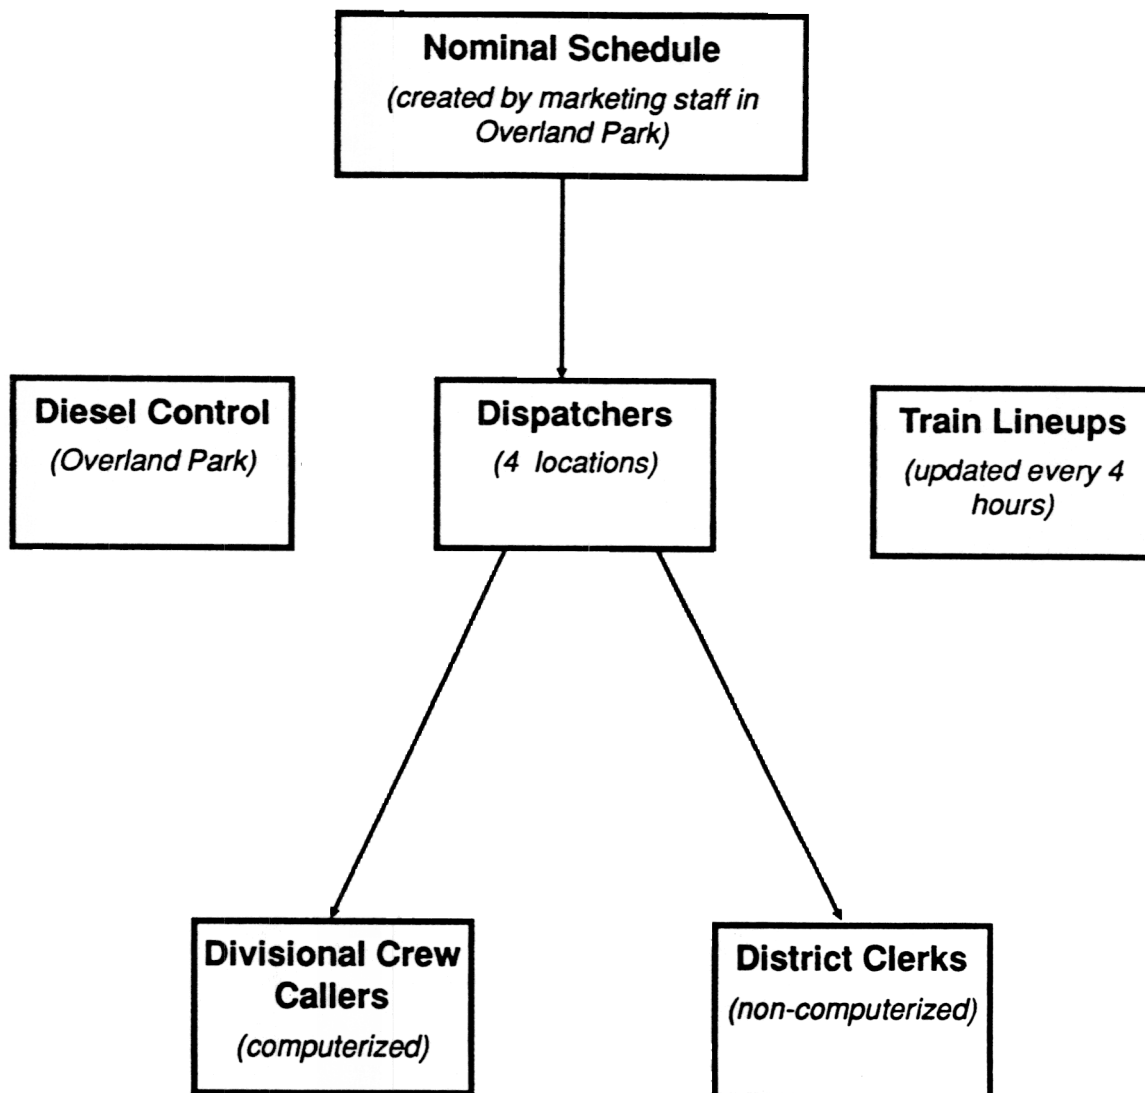 Nominal Schedule
(created by marketing staff in
Overland Park)
Diesel Control
(Overland Park)
Dispatchers
(4 locations)
Train Lineups
(updated every 4
hours)
Divisional Crew
Callers
(computerized)
District Clerks
(non-computerized)